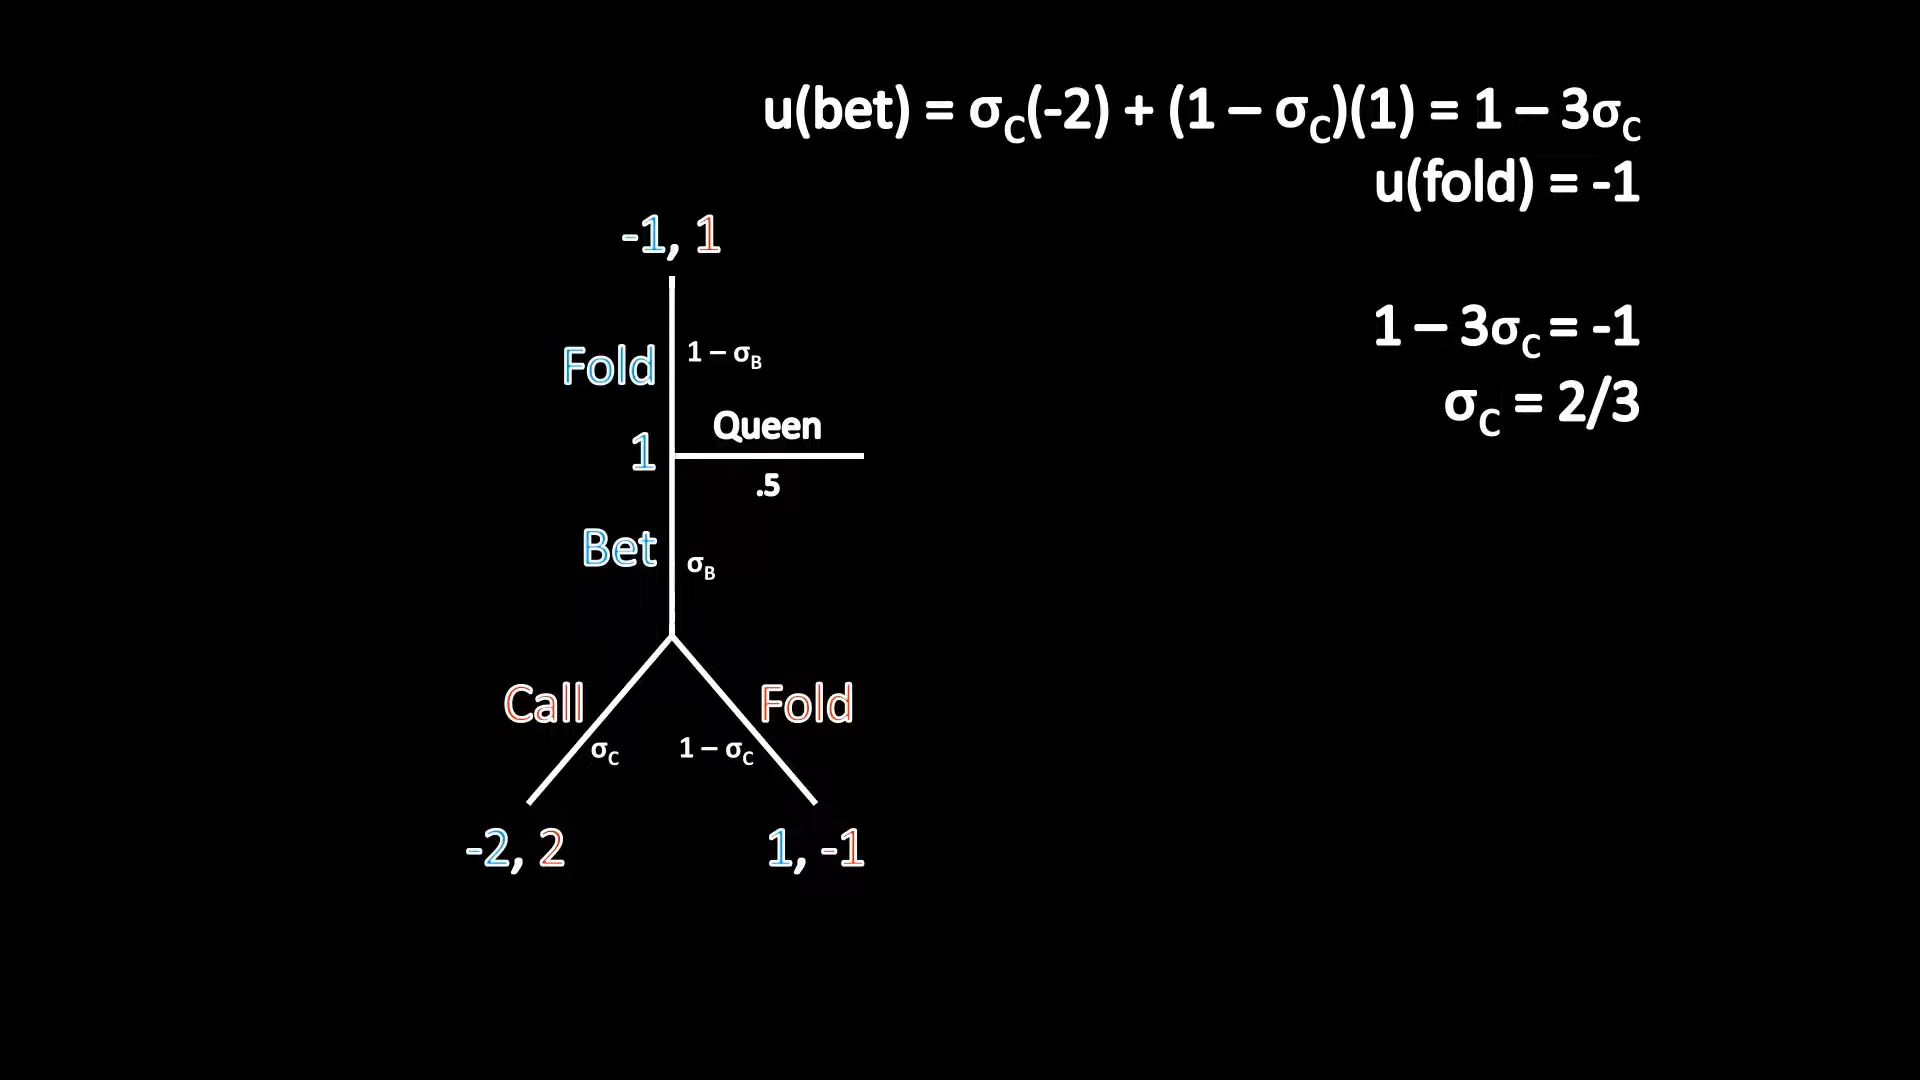 u(bet) = σC(-2) + (1 – σC)(1) = 1 – 3σC
u(fold) = -1
-1, 1
1 – 3σC = -1
Fold
1 – σB
σC = 2/3
Queen
1
.5
Bet
σB
Call
Fold
σC
1 – σC
-2, 2
1, -1